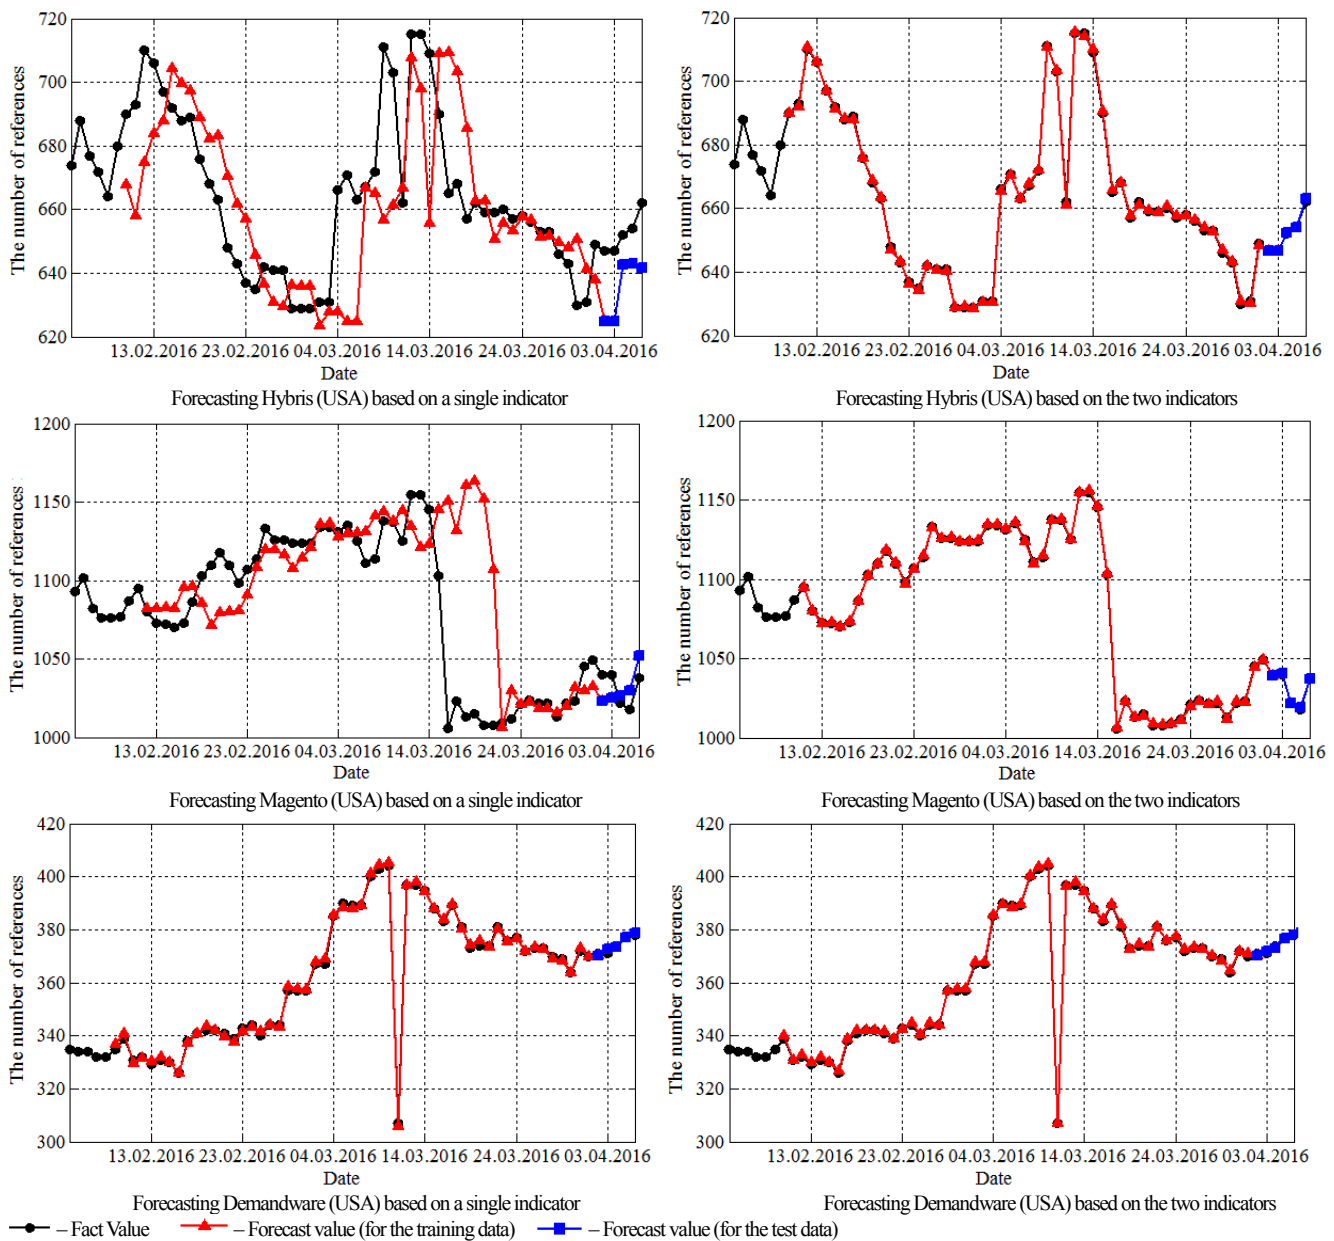 The number of references
720
700
680
660
640
620
13.02.2016 23.02.2016 04.03.2016 14.03.2016 24.03.2016 03.04.2016
Date
Forecasting Hybris (USA) based on a single indicator
The number of references
720
700
680
660
640
620
13.02.2016 23.02.2016 04.03.2016 14.03.2016 24.03.2016 03.04.2016
Date
Forecasting Hybris (USA) based on the two indicators
The number of references
1200
1150
1100
1050
1000
13.02.2016 23.02.2016 04.03.2016 14.03.2016 24.03.2016 03.04.2016
Date
Forecasting Magento (USA) based on a single indicator
The number of references
1200
1150
1100
1050
1000
13.02.2016 23.02.2016 04.03.2016 14.03.2016 24.03.2016 03.04.2016
Date
Forecasting Magento (USA) based on the two indicators
The number of references
420
400
380
360
340
320
300
13.02.2016 23.02.2016 04.03.2016 14.03.2016 24.03.2016 03.04.2016
Date
Forecasting Demandware (USA) based on a single indicator
The number of references
420
400
380
360
340
320
300
13.02.2016 23.02.2016 04.03.2016 14.03.2016 24.03.2016 03.04.2016
Date
Forecasting Demandware (USA) based on the two indicators
– Fact Value – Forecast value (for the training data) – Forecast value (for the test data)